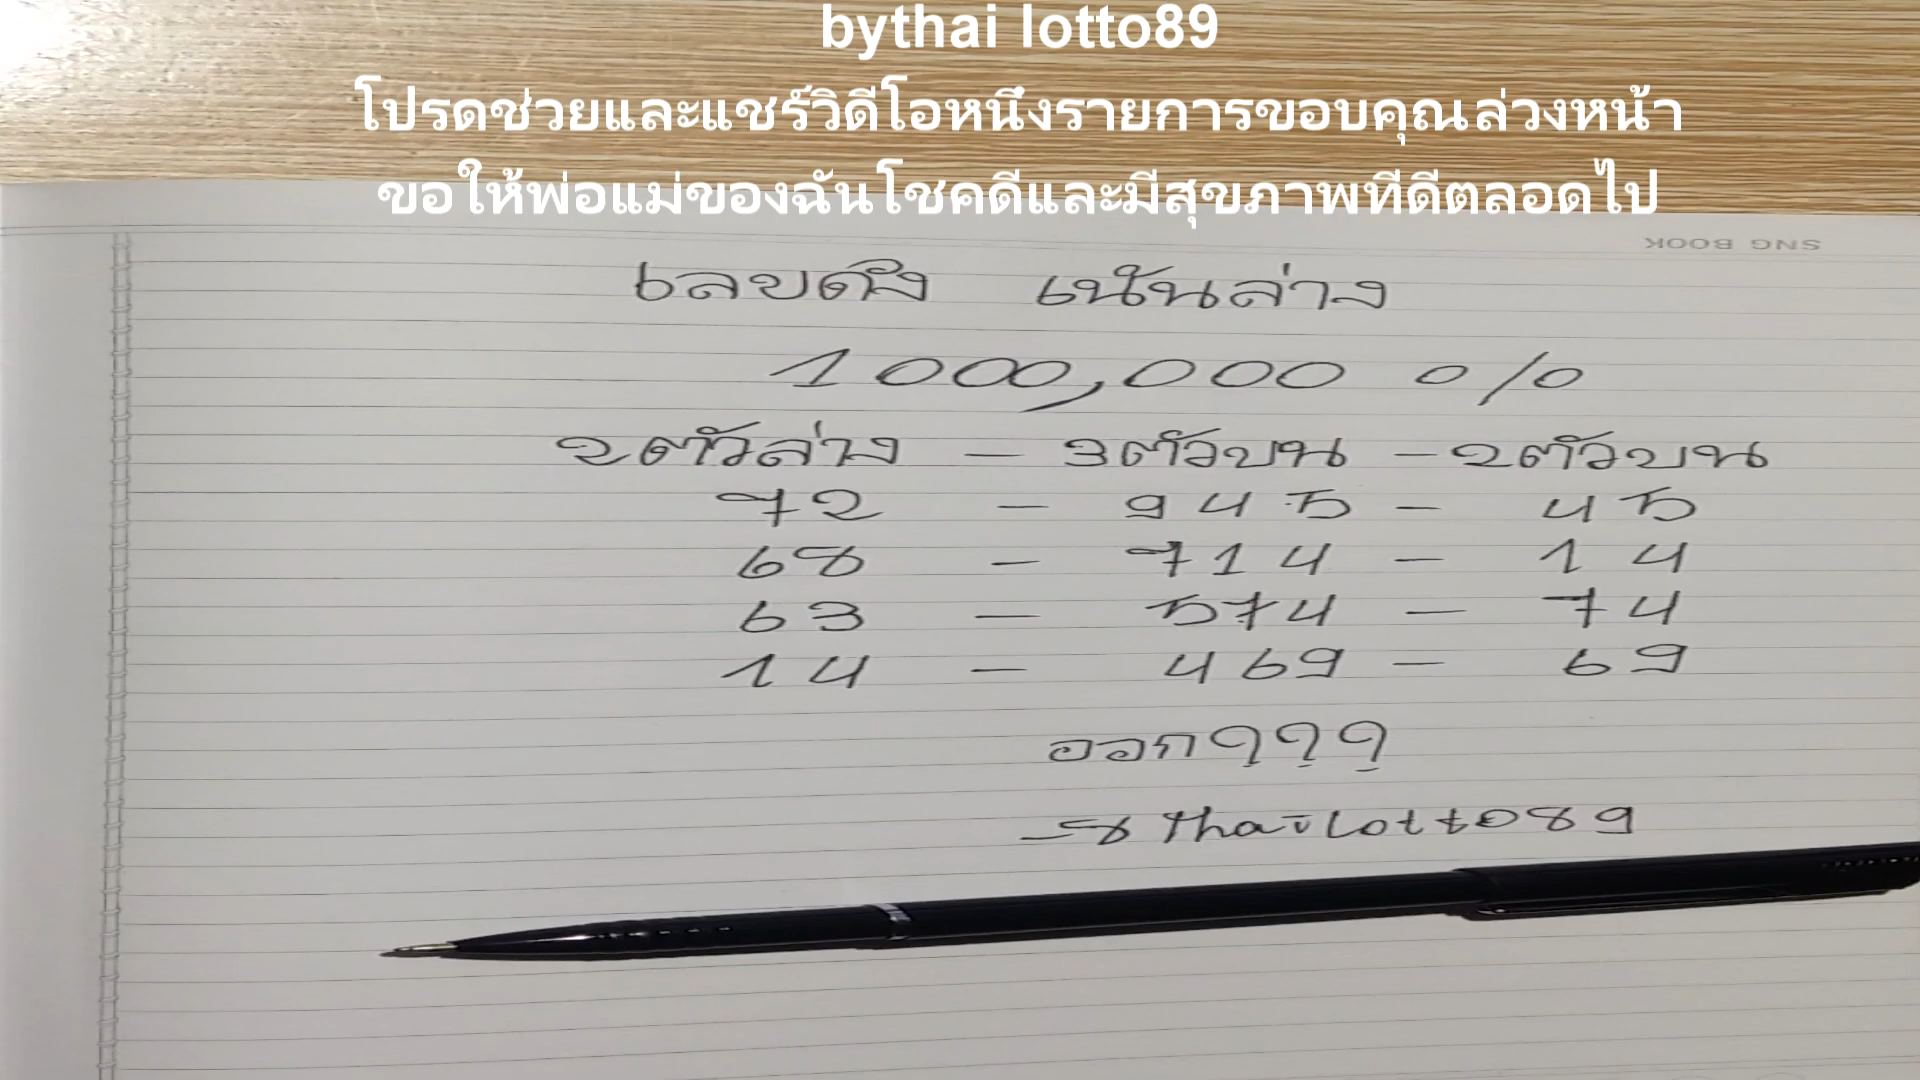 bythai lotto89
โปรดช่วยและแชร์วิดีโอหนึ่งรายการขอบคุณล่วงหน้า
ขอให้พ่อแม่ของฉันโชคดีและมีสุขภาพที่ดีตลอดไป
SNG BOOK
เลขดัง เน้นล่าง
1000,000 %
2ตัวล่าง - 3ตัวบน - 2ตัวบน
72 - 945 - 45
68 - 714 - 14
63 - 574 - 74
14 - 469 - 69
ออกๆๆๆ
thailotto89